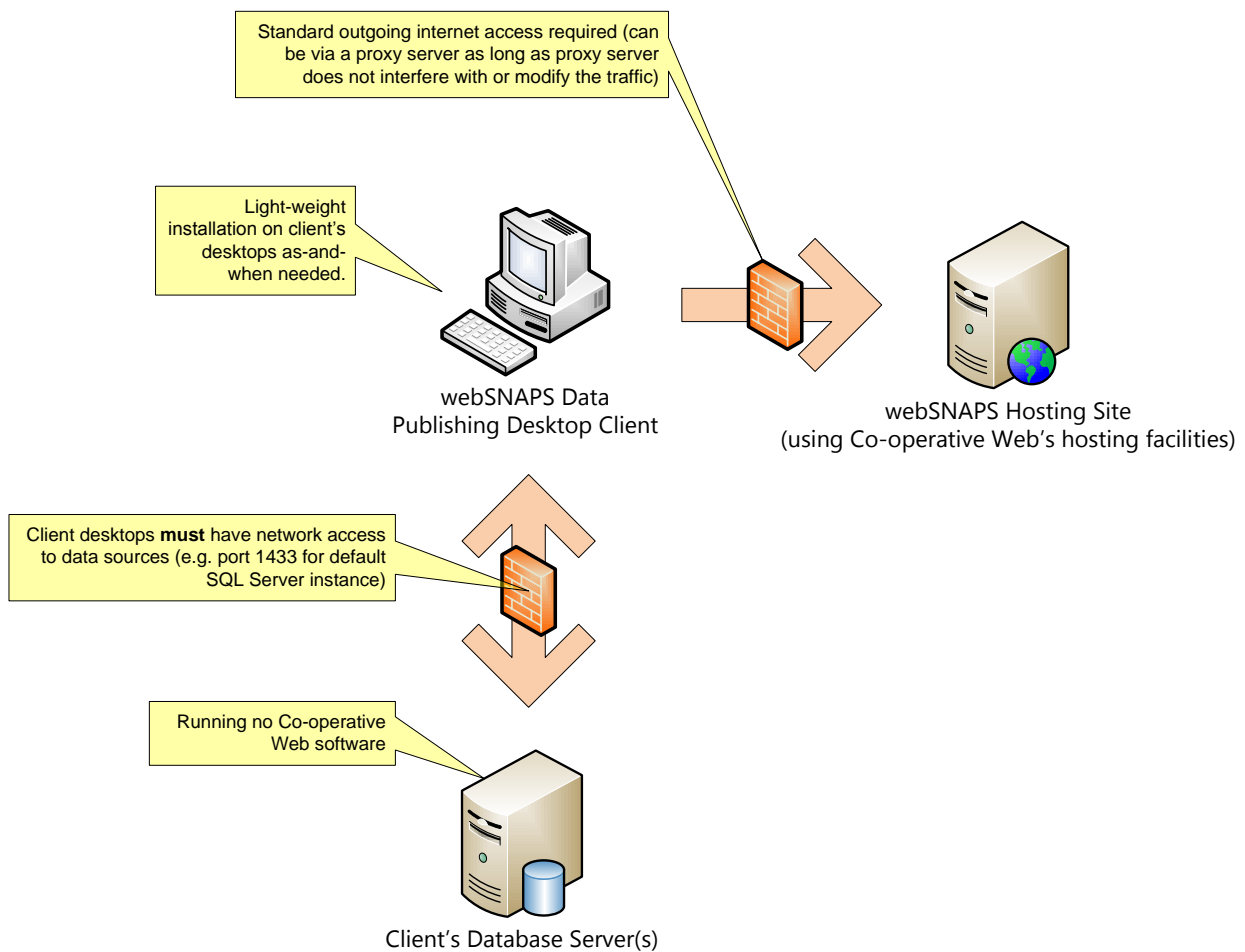 Standard outgoing internet access required (can
be via a proxy server as long as proxy server
does not interfere with or modify the traffic)
Light-weight
installation on client's
desktops as-and-
when needed.
webSNAPS Data
Publishing Desktop Client
webSNAPS Hosting Site
(using Co-operative Web's hosting facilities)
Client desktops must have network access
to data sources (e.g. port 1433 for default
SQL Server instance)
Running no Co-operative
Web software
Client's Database Server(s)